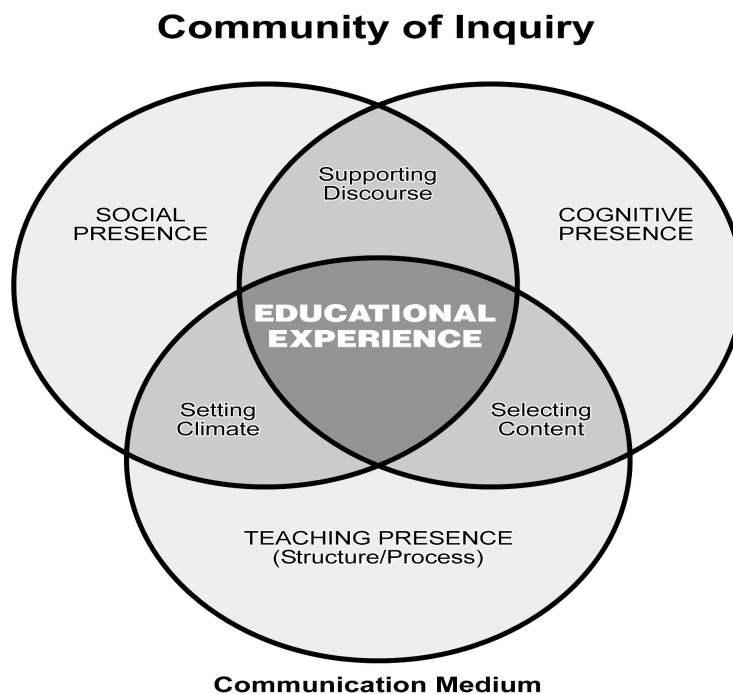 Community of Inquiry
Supporting
Discourse
SOCIAL
PRESENCE
COGNITIVE
PRESENCE
EDUCATIONAL
EXPERIENCE
Setting
Climate
Selecting
Content
TEACHING PRESENCE
(Structure/Process)
Communication Medium